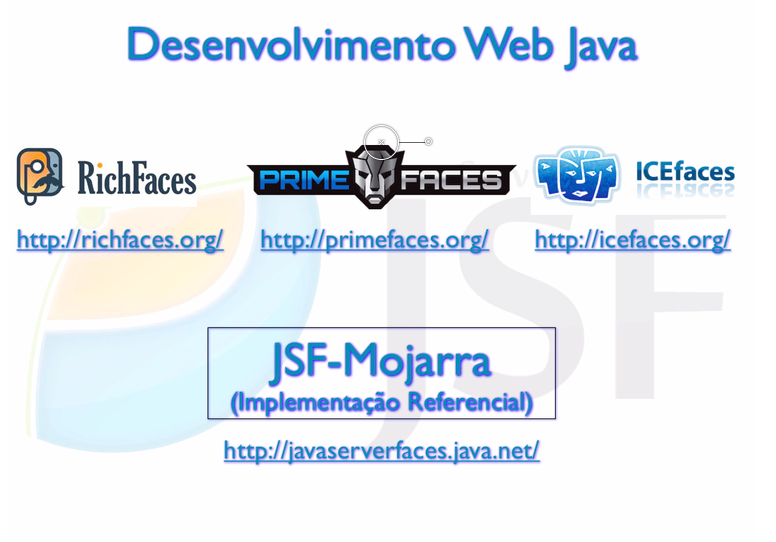 Desenvolvimento Web Java
RichFaces
PRIME FACES
ICEfaces
http://richfaces.org/
http://primefaces.org/
http://icefaces.org/
JSF
JSF-Mojarra
(Implementação Referencial)
http://javaserverfaces.java.net/